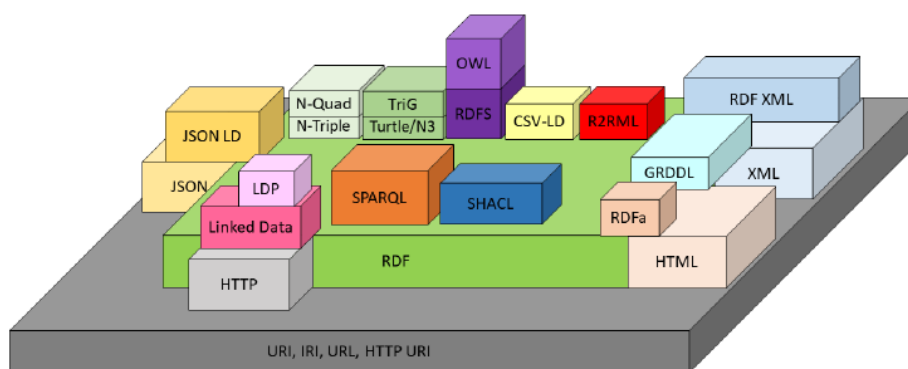 OWL
N-Quad
TriG
RDF XML
RDFS
JSON LD
N-Triple
Turtle/N3
CSV-LD
R2RML
JSON
GRDDL
XML
LDP
SPARQL
SHACL
RDFa
Linked Data
RDF
HTML
HTTP
URI, IRI, URL, HTTP URI